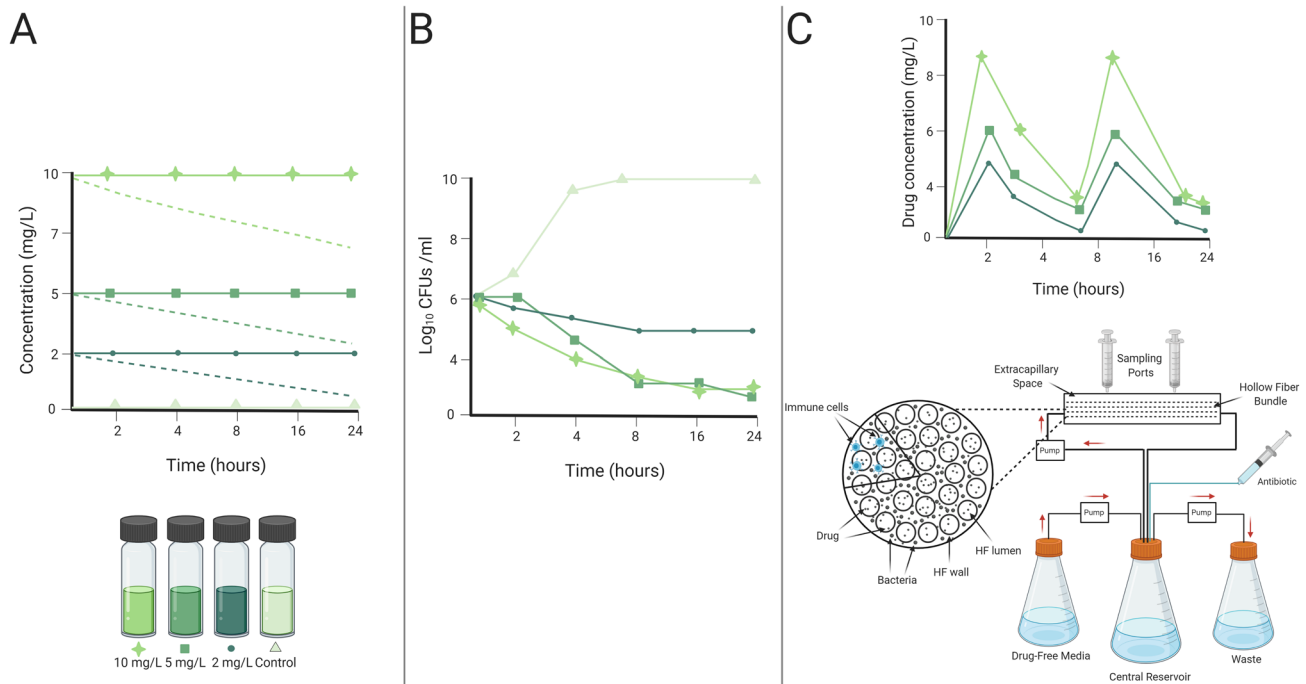 A
Concentration (mg/L)
10
7
5
2
0
2
4
8
16
24
Time (hours)
10 mg/L
5 mg/L
2 mg/L
Control
B
Log10 CFUs /ml
10
8
6
4
0
2
4
8
16
24
Time (hours)
C
Drug concentration (mg/L)
10
8
6
4
0
2
4
8
16
24
Time (hours)
Sampling
Ports
Extracapillary
Space
Hollow Fiber
Bundle
Immune cells
Pump
Antibiotic
Pump
Pump
Drug
HF lumen
HF wall
Bacteria
Drug-Free Media
Central Reservoir
Waste